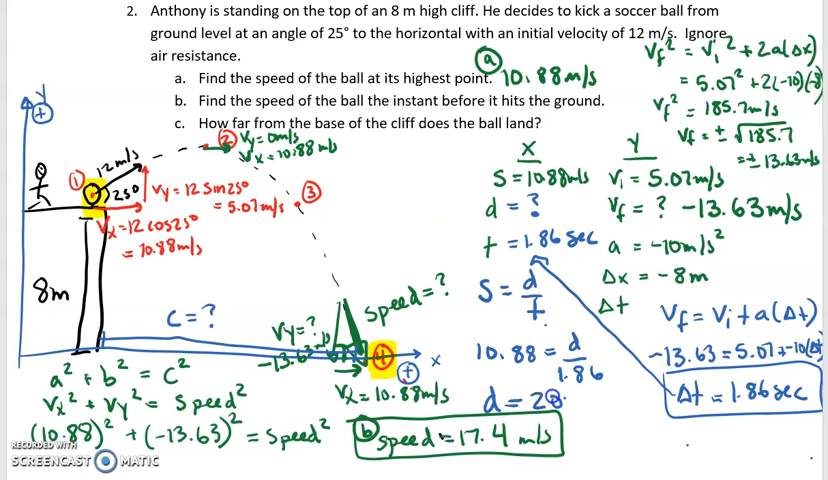 2. Anthony is standing on the top of an 8 m high cliff. He decides to kick a soccer ball from
ground level at an angle of 25° to the horizontal with an initial velocity of 12 m/s. Ignore
air resistance.
a. Find the speed of the ball at its highest point. ⓐ 10.88 m/s
b. Find the speed of the ball the instant before it hits the ground.
c. How far from the base of the cliff does the ball land?
Vf² = Vi² + 2a(Δx)
= 5.07² + 2(-10)(-8)
Vf² = 185.7 m/s
Vf = ± √185.7
= ± 13.63 m/s
y
+
12 m/s
① 25°
② Vy = 0 m/s
Vx = 10.88 m/s
③
Vy = 12 sin 25°
= 5.07 m/s
Vx = 12 cos 25°
= 10.88 m/s
8m
C = ?
Vy = ?
-13.63 m/s
Speed = ?
④
+
x
Vx = 10.88 m/s
X
S = 10.88 m/s
d = ?
t = 1.86 sec
S = d/t
10.88 = d/1.86
d = 20
Y
Vi = 5.07 m/s
Vf = ? -13.63 m/s
a = -10 m/s²
Δx = -8m
Δt
Vf = Vi + a(Δt)
-13.63 = 5.07 + -10(Δt)
Δt = 1.86 sec
a² + b² = c²
Vx² + Vy² = Speed²
(10.88)² + (-13.63)² = Speed²
ⓑ speed = 17.4 m/s
RECORDED WITH
SCREENCAST MATIC